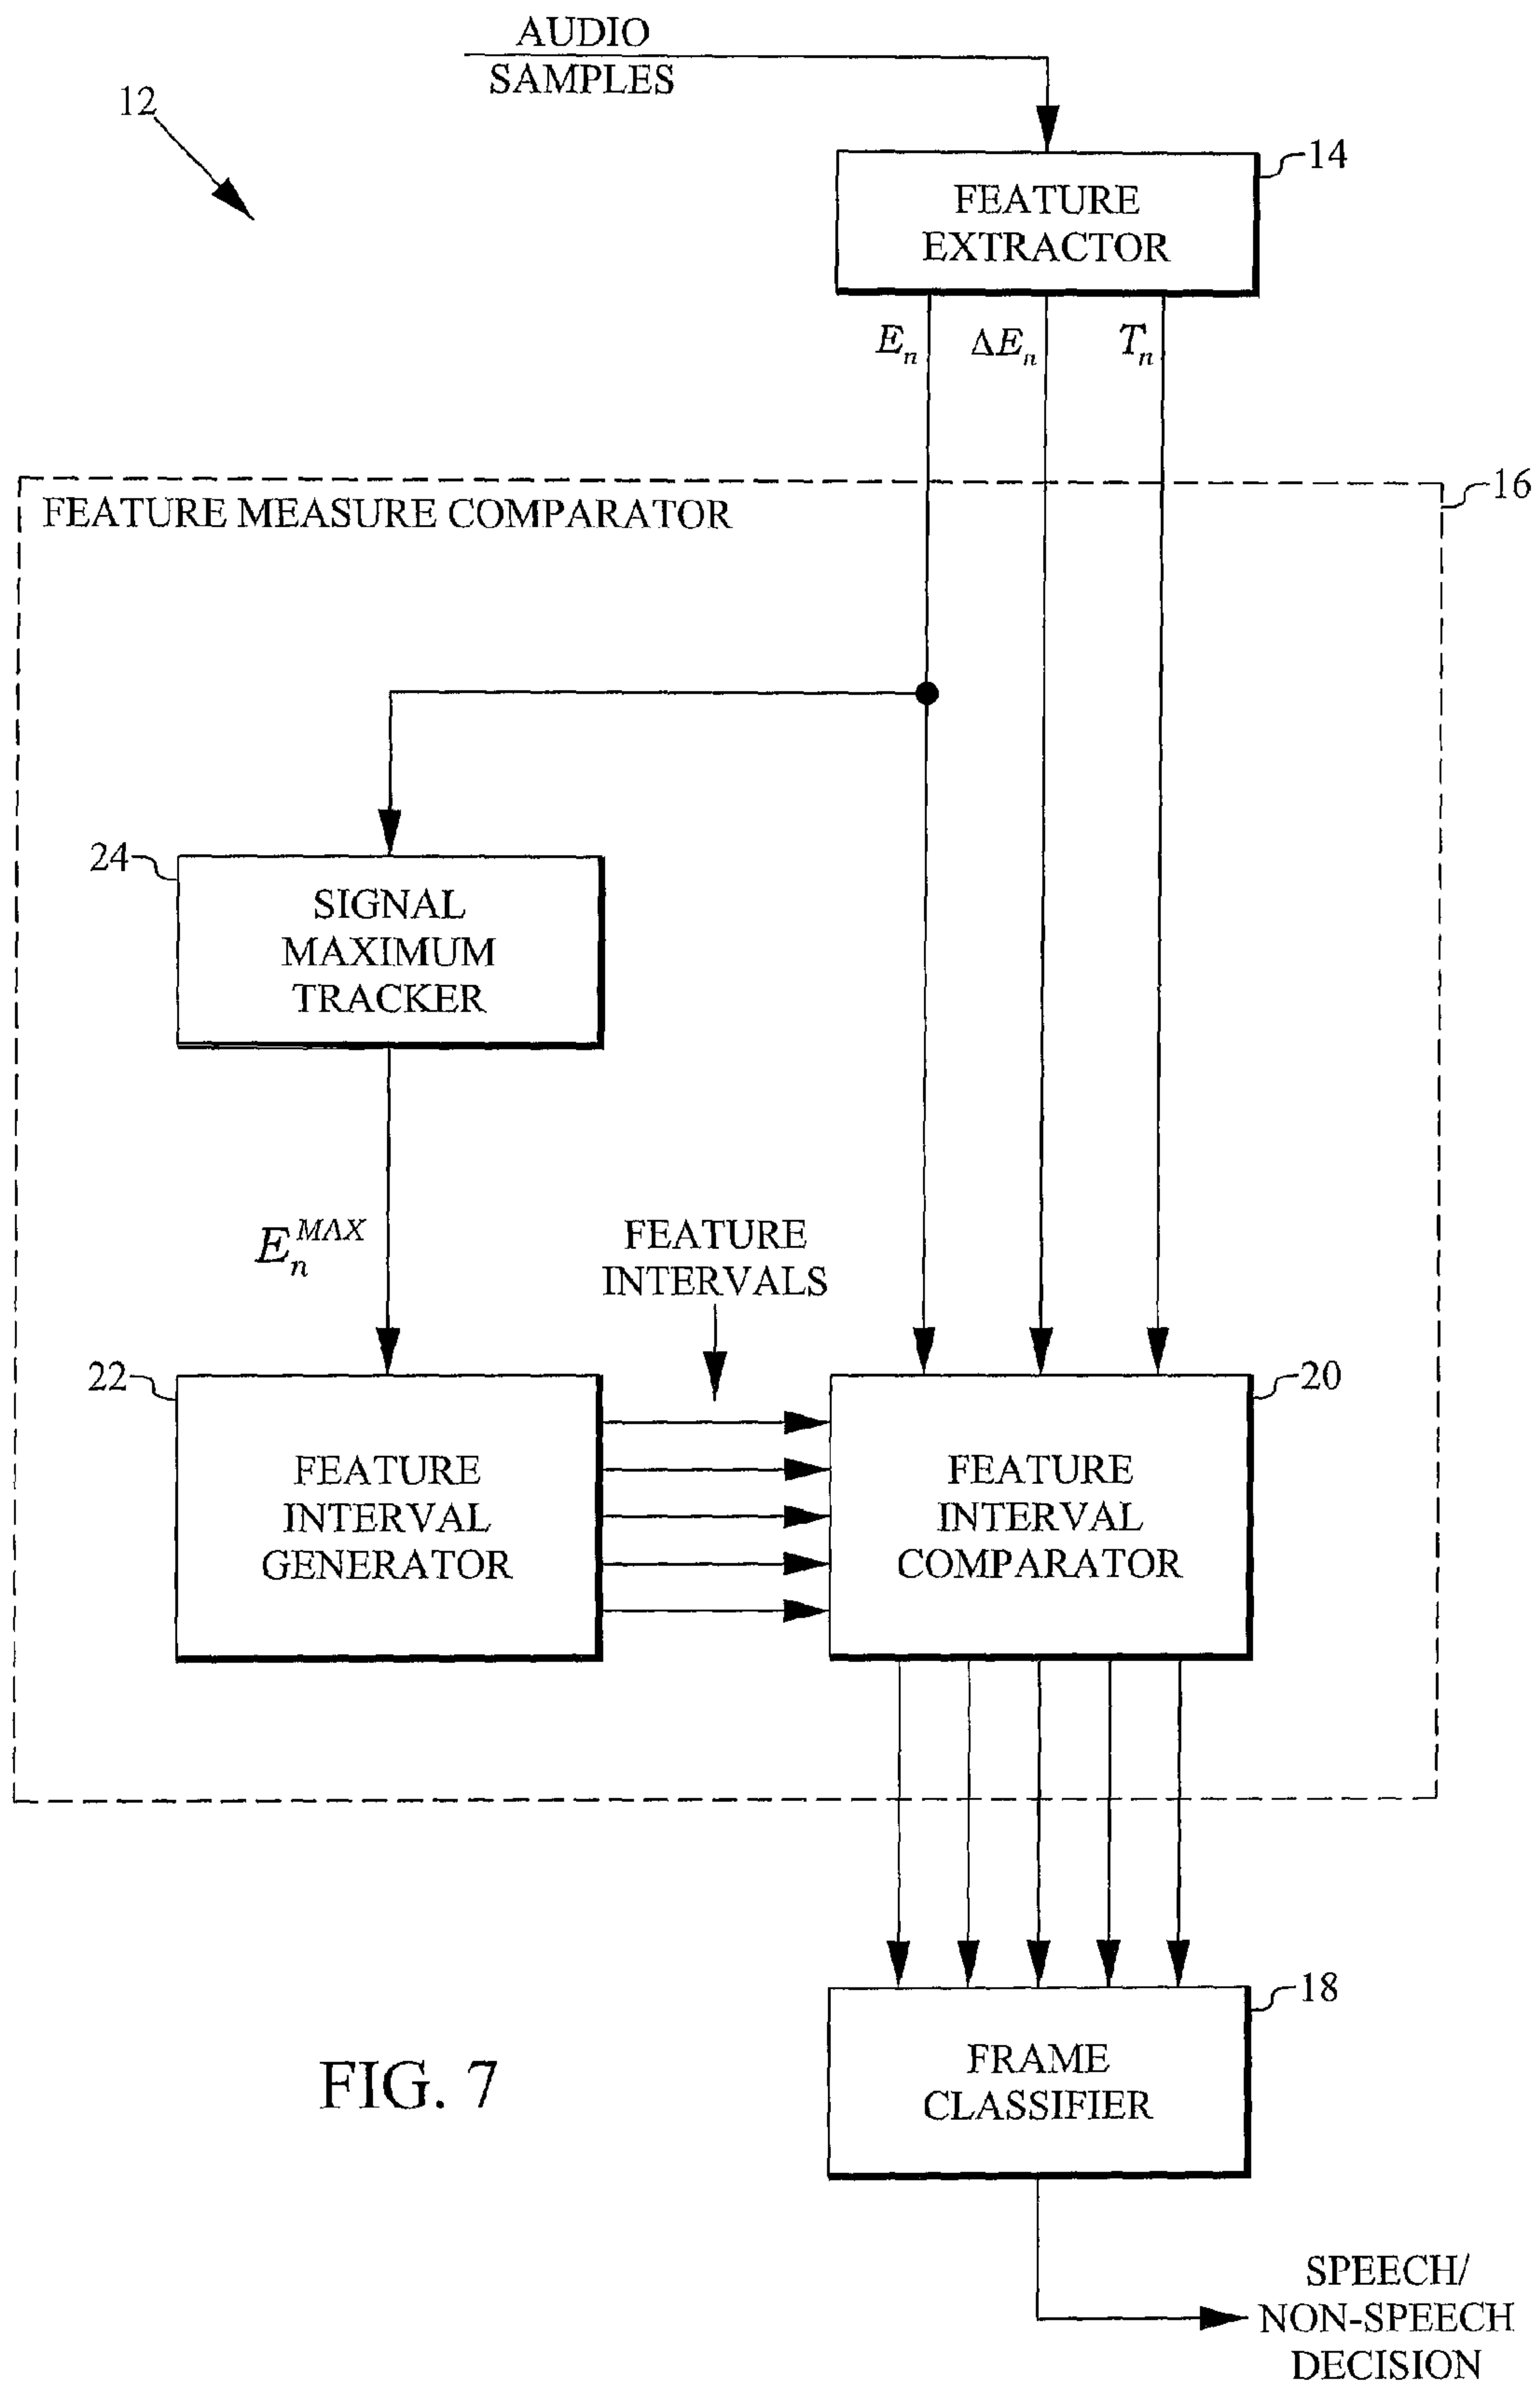 AUDIO
SAMPLES
12
14
FEATURE
EXTRACTOR
E_n
ΔE_n
T_n
16
FEATURE MEASURE COMPARATOR
24
SIGNAL
MAXIMUM
TRACKER
E_n^MAX
FEATURE
INTERVALS
22
20
FEATURE
INTERVAL
GENERATOR
FEATURE
INTERVAL
COMPARATOR
18
FRAME
CLASSIFIER
FIG. 7
SPEECH/
NON-SPEECH
DECISION